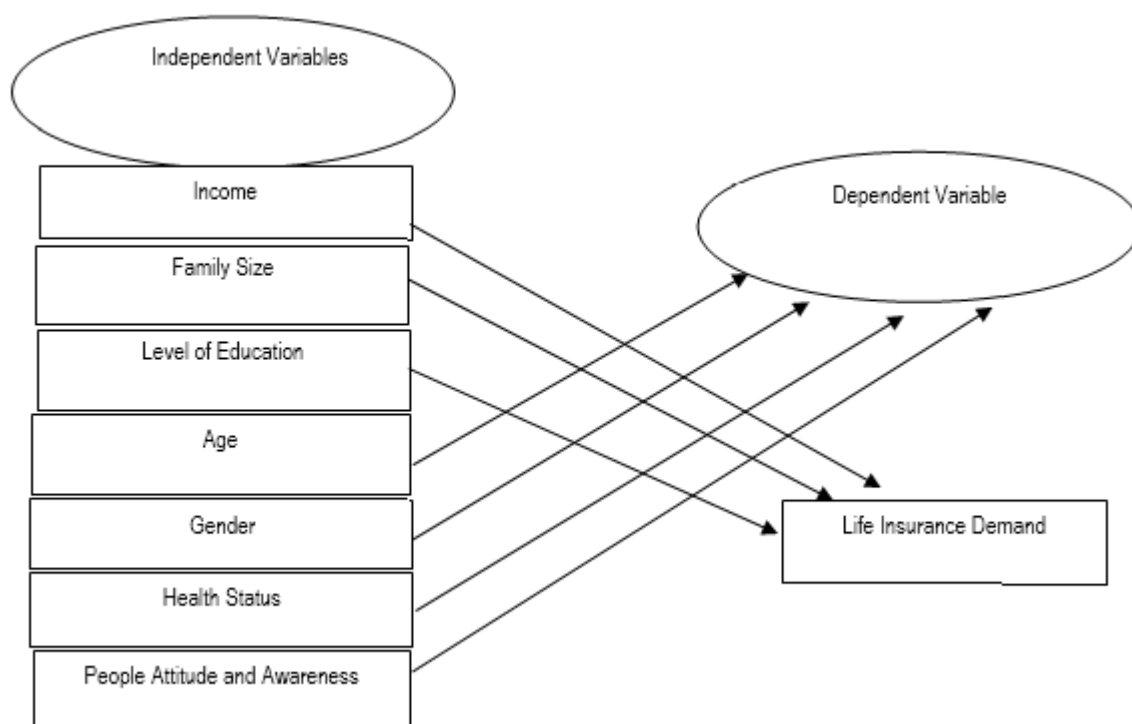 Independent Variables
Income
Dependent Variable
Family Size
Level of Education
Age
Gender
Life Insurance Demand
Health Status
People Attitude and Awareness